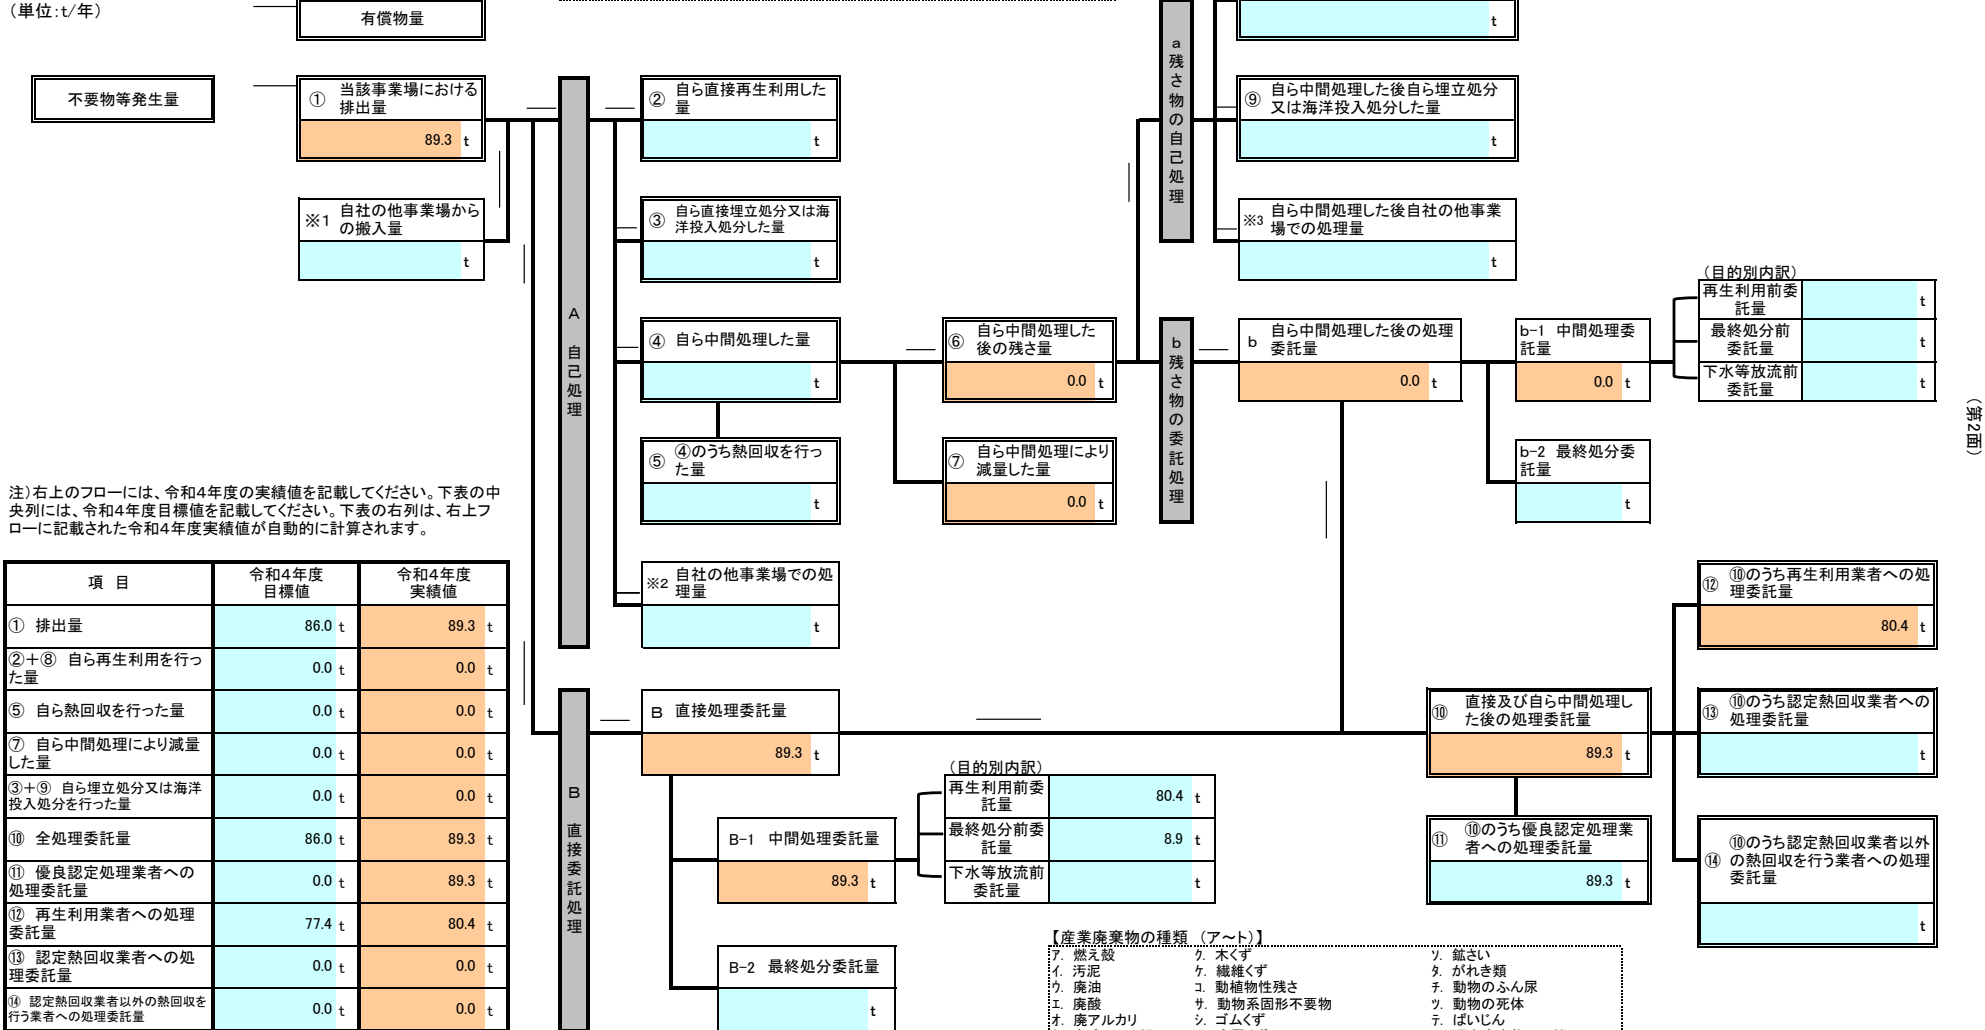 （単位:t/年）
有償物量
t
不要物等発生量
① 当該事業場における
排出量
89.3 t
※1 自社の他事業場から
の搬入量
t
A 自己処理
② 自ら直接再生利用した
量
t
③ 自ら直接埋立処分又は海
洋投入処分した量
t
④ 自ら中間処理した量
t
⑤ ④のうち熱回収を行っ
た量
t
※2 自社の他事業場での処
理量
t
⑥ 自ら中間処理した
後の残さ量
0.0 t
⑦ 自ら中間処理により
減量した量
0.0 t
a 残さ物の自己処理
⑨ 自ら中間処理した後自ら埋立処分
又は海洋投入処分した量
t
※3 自ら中間処理した後自社の他事業
場での処理量
t
b 残さ物の委託処理
b 自ら中間処理した後の処理
委託量
0.0 t
b-1 中間処理委
託量
0.0 t
b-2 最終処分委
託量
t
（目的別内訳）
再生利用前委
託量
t
最終処分前
委託量
t
下水等放流前
委託量
t
（第2面）
注）右上のフローには、令和4年度の実績値を記載してください。下表の中
央列には、令和4年度目標値を記載してください。下表の右列は、右上フ
ローに記載された令和4年度実績値が自動的に計算されます。
項 目 令和4年度
目標値 令和4年度
実績値
① 排出量 86.0 t 89.3 t
②＋⑧ 自ら再生利用を行っ
た量 0.0 t 0.0 t
⑤ 自ら熱回収を行った量 0.0 t 0.0 t
⑦ 自ら中間処理により減量
した量 0.0 t 0.0 t
③＋⑨ 自ら埋立処分又は海洋
投入処分を行った量 0.0 t 0.0 t
⑩ 全処理委託量 86.0 t 89.3 t
⑪ 優良認定処理業者への
処理委託量 0.0 t 89.3 t
⑫ 再生利用業者への処理
委託量 77.4 t 80.4 t
⑬ 認定熱回収業者への処
理委託量 0.0 t 0.0 t
⑭ 認定熱回収業者以外の熱回収を
行う業者への処理委託量 0.0 t 0.0 t
B 直接委託処理
B 直接処理委託量
89.3 t
B-1 中間処理委託量
89.3 t
B-2 最終処分委託量
t
（目的別内訳）
再生利用前委
託量
80.4 t
最終処分前委
託量
8.9 t
下水等放流前
委託量
t
⑩ 直接及び自ら中間処理し
た後の処理委託量
89.3 t
⑪ ⑩のうち優良認定処理業
者への処理委託量
89.3 t
⑫ ⑩のうち再生利用業者への処
理委託量
80.4 t
⑬ ⑩のうち認定熱回収業者への
処理委託量
t
⑭ ⑩のうち認定熱回収業者以外
の熱回収を行う業者への処理
委託量
t
【産業廃棄物の種類 （ア～ト）】
ア. 燃え殻 ク. 木くず ソ. 鉱さい
イ. 汚泥 ケ. 繊維くず タ. がれき類
ウ. 廃油 コ. 動植物性残さ チ. 動物のふん尿
エ. 廃酸 サ. 動物系固形不要物 ツ. 動物の死体
オ. 廃アルカリ シ. ゴムくず テ. ばいじん